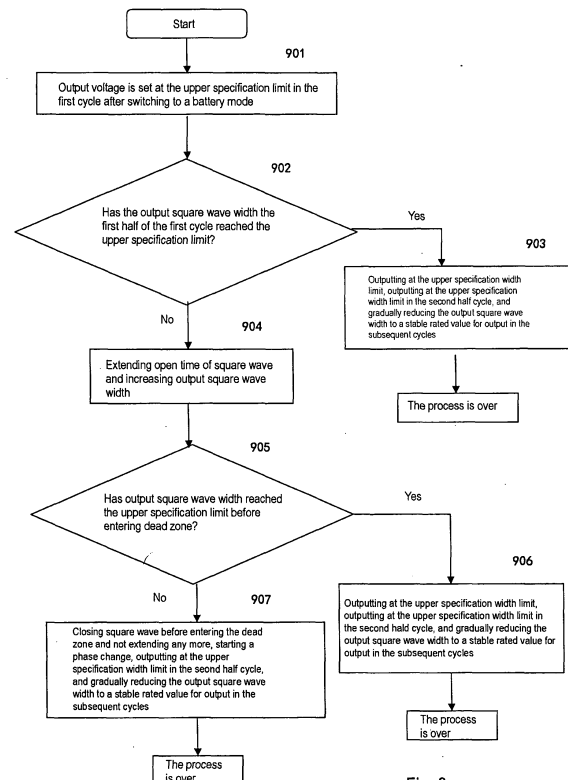 Start
901
Output voltage is set at the upper specification limit in the
first cycle after switching to a battery mode
902
Has the output square wave width the
first half of the first cycle reached the
upper specification limit?
Yes
903
Outputting at the upper specification width
limit, outputting at the upper specification
width limit in the second half cycle, and
gradually reducing the output square wave
width to a stable rated value for output in the
subsequent cycles
The process is over
No
904
Extending open time of square wave
and increasing output square wave
width
905
Has output square wave width reached
the upper specification limit before
entering dead zone?
Yes
906
Outputting at the upper specification width limit,
outputting at the upper specification width limit in
the second hald cycle, and gradually reducing the
output square wave width to a stable rated value for
output in the subsequent cycles
The process
is over
No
907
Closing square wave before entering the dead
zone and not extending any more, starting a
phase change, outputting at the upper
specification width limit in the second half cycle,
and gradually reducing the output square wave
width to a stable rated value for output in the
subsequent cycles
The process
is over